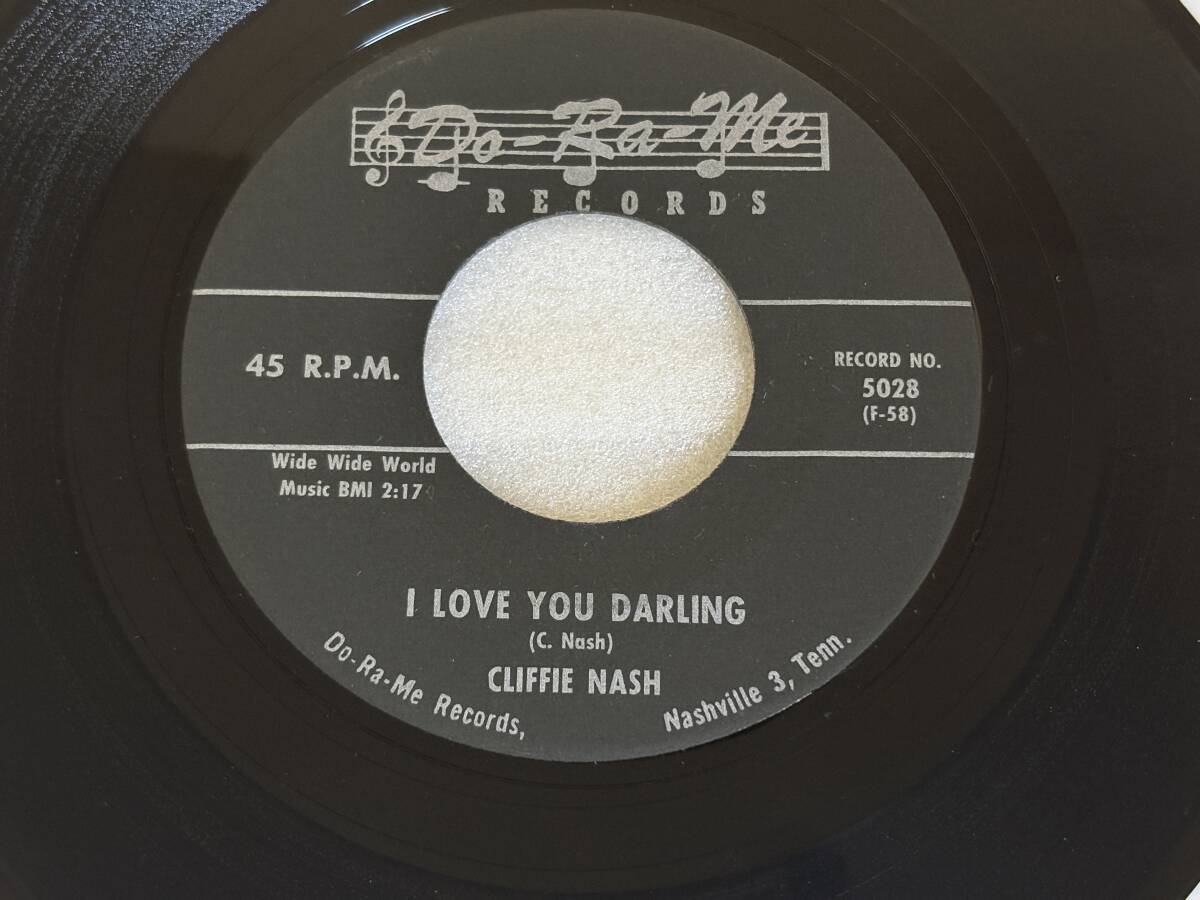 Do-Ra-Me
RECORDS
45 R.P.M.
RECORD NO.
5028
(F-58)
Wide Wide World
Music BMI 2:17
I LOVE YOU DARLING
(C. Nash)
CLIFFIE NASH
Do-Ra-Me Records, Nashville 3, Tenn.